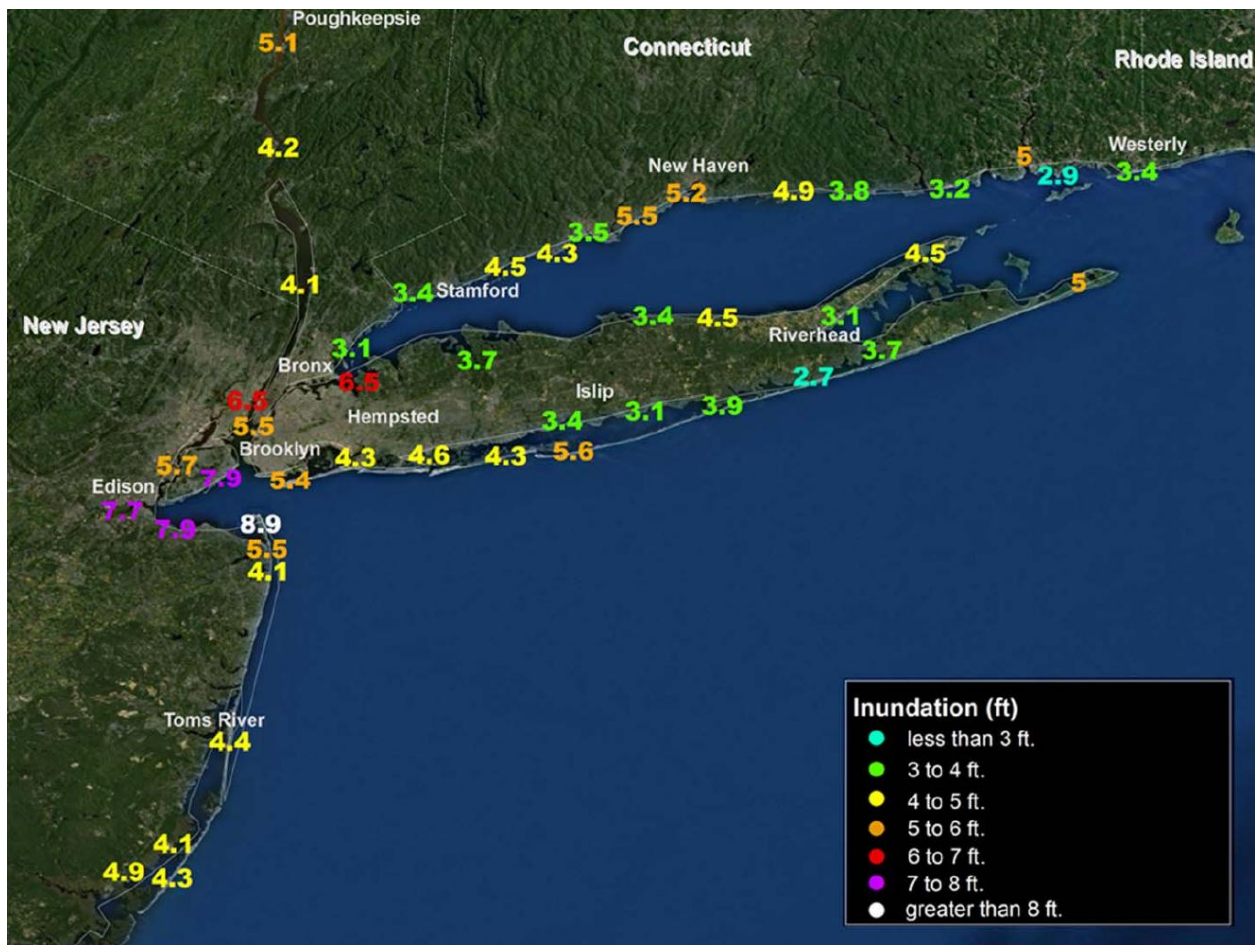 Poughkeepsie
5.1
Connecticut
Rhode Island
4.2
Westerly
5
New Haven
2.9
3.4
5.2
4.9
3.8
3.2
5.5
3.5
4.3
4.5
4.5
5
4.1
3.4
Stamford
New Jersey
3.4
4.5
3.1
Riverhead
3.1
Bronx
3.7
3.7
6.5
2.7
6.5
Islip
Hempsted
3.4
3.1
3.9
5.5
Brooklyn
4.3
4.6
4.3
5.6
5.7
7.9
5.4
Edison
7.7
7.9
8.9
5.5
4.1
Toms River
4.4
4.1
4.9
4.3
Inundation (ft)
less than 3 ft.
3 to 4 ft.
4 to 5 ft.
5 to 6 ft.
6 to 7 ft.
7 to 8 ft.
greater than 8 ft.